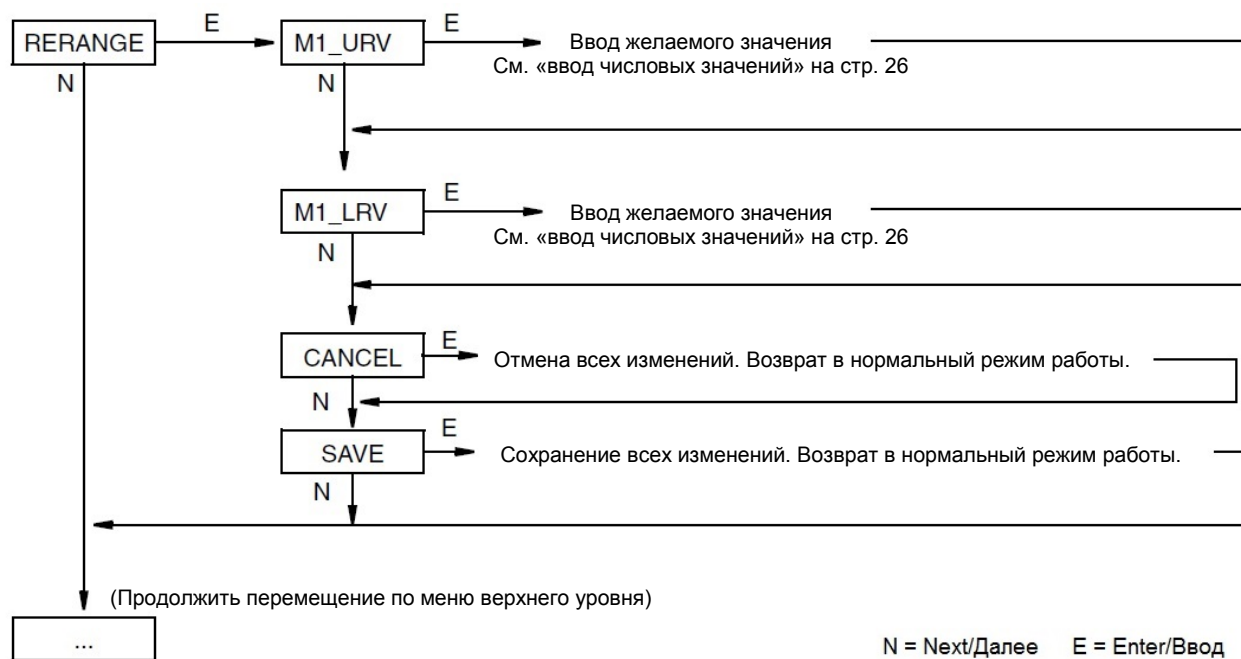 RERANGE
E
M1_URV
E
Ввод желаемого значения
См. «ввод числовых значений» на стр. 26
N
N
M1_LRV
E
Ввод желаемого значения
См. «ввод числовых значений» на стр. 26
N
CANCEL
E
Отмена всех изменений. Возврат в нормальный режим работы.
N
SAVE
E
Сохранение всех изменений. Возврат в нормальный режим работы.
N
(Продолжить перемещение по меню верхнего уровня)
...
N = Next/Далее E = Enter/Ввод